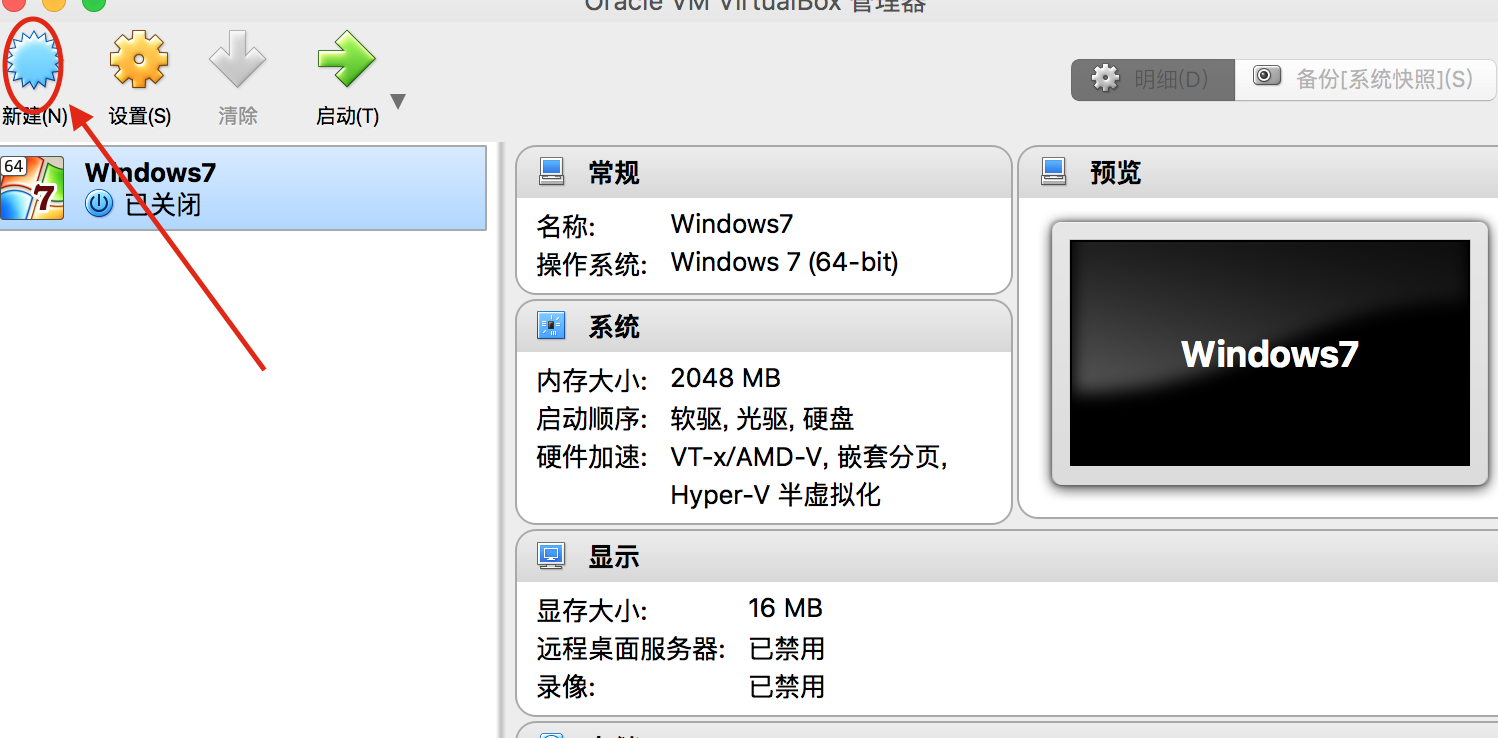 Oracle VM VirtualBox 管理器
新建(N)
设置(S)
清除
启动(T)
明细(D)
备份[系统快照](S)
64
7
Windows7
已关闭
常规
名称: Windows7
操作系统: Windows 7 (64-bit)
系统
内存大小: 2048 MB
启动顺序: 软驱, 光驱, 硬盘
硬件加速: VT-x/AMD-V, 嵌套分页,
Hyper-V 半虚拟化
预览
Windows7
显示
显存大小: 16 MB
远程桌面服务器: 已禁用
录像: 已禁用